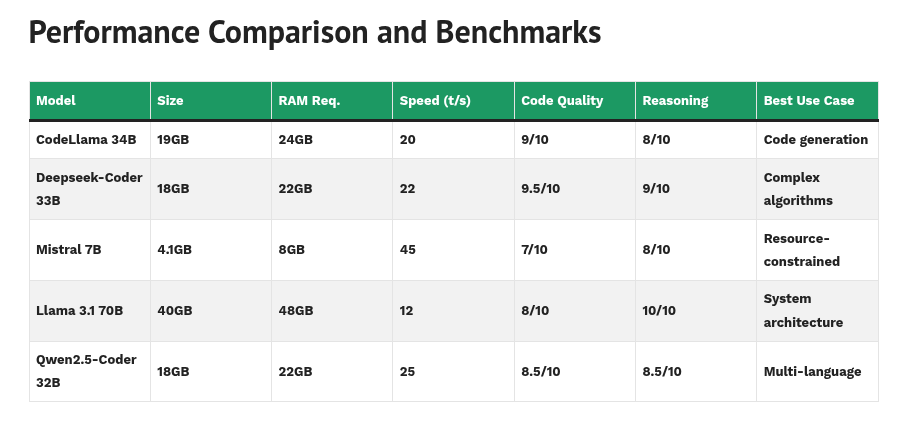 Performance Comparison and Benchmarks
Model Size RAM Req. Speed (t/s) Code Quality Reasoning Best Use Case
CodeLlama 34B 19GB 24GB 20 9/10 8/10 Code generation
Deepseek-Coder
33B 18GB 22GB 22 9.5/10 9/10 Complex
algorithms
Mistral 7B 4.1GB 8GB 45 7/10 8/10 Resource-
constrained
Llama 3.1 70B 40GB 48GB 12 8/10 10/10 System
architecture
Qwen2.5-Coder
32B 18GB 22GB 25 8.5/10 8.5/10 Multi-language